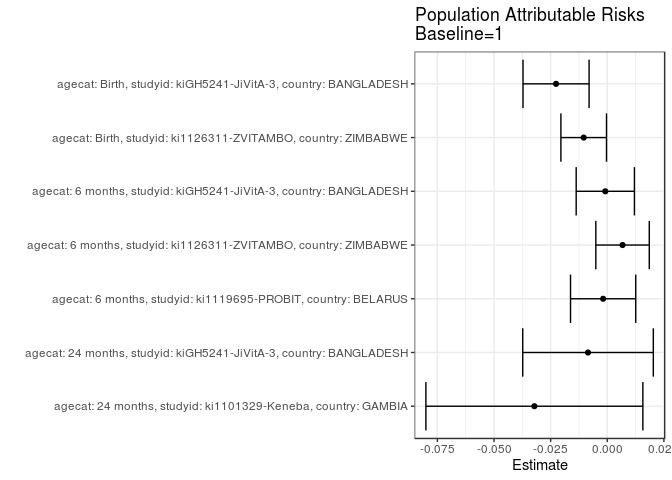 Population Attributable Risks
Baseline=1
agecat: Birth, studyid: kiGH5241-JiVitA-3, country: BANGLADESH
agecat: Birth, studyid: ki1126311-ZVITAMBO, country: ZIMBABWE
agecat: 6 months, studyid: kiGH5241-JiVitA-3, country: BANGLADESH
agecat: 6 months, studyid: ki1126311-ZVITAMBO, country: ZIMBABWE
agecat: 6 months, studyid: ki1119695-PROBIT, country: BELARUS
agecat: 24 months, studyid: kiGH5241-JiVitA-3, country: BANGLADESH
agecat: 24 months, studyid: ki1101329-Keneba, country: GAMBIA
-0.075 -0.050 -0.025 0.000 0.02
Estimate